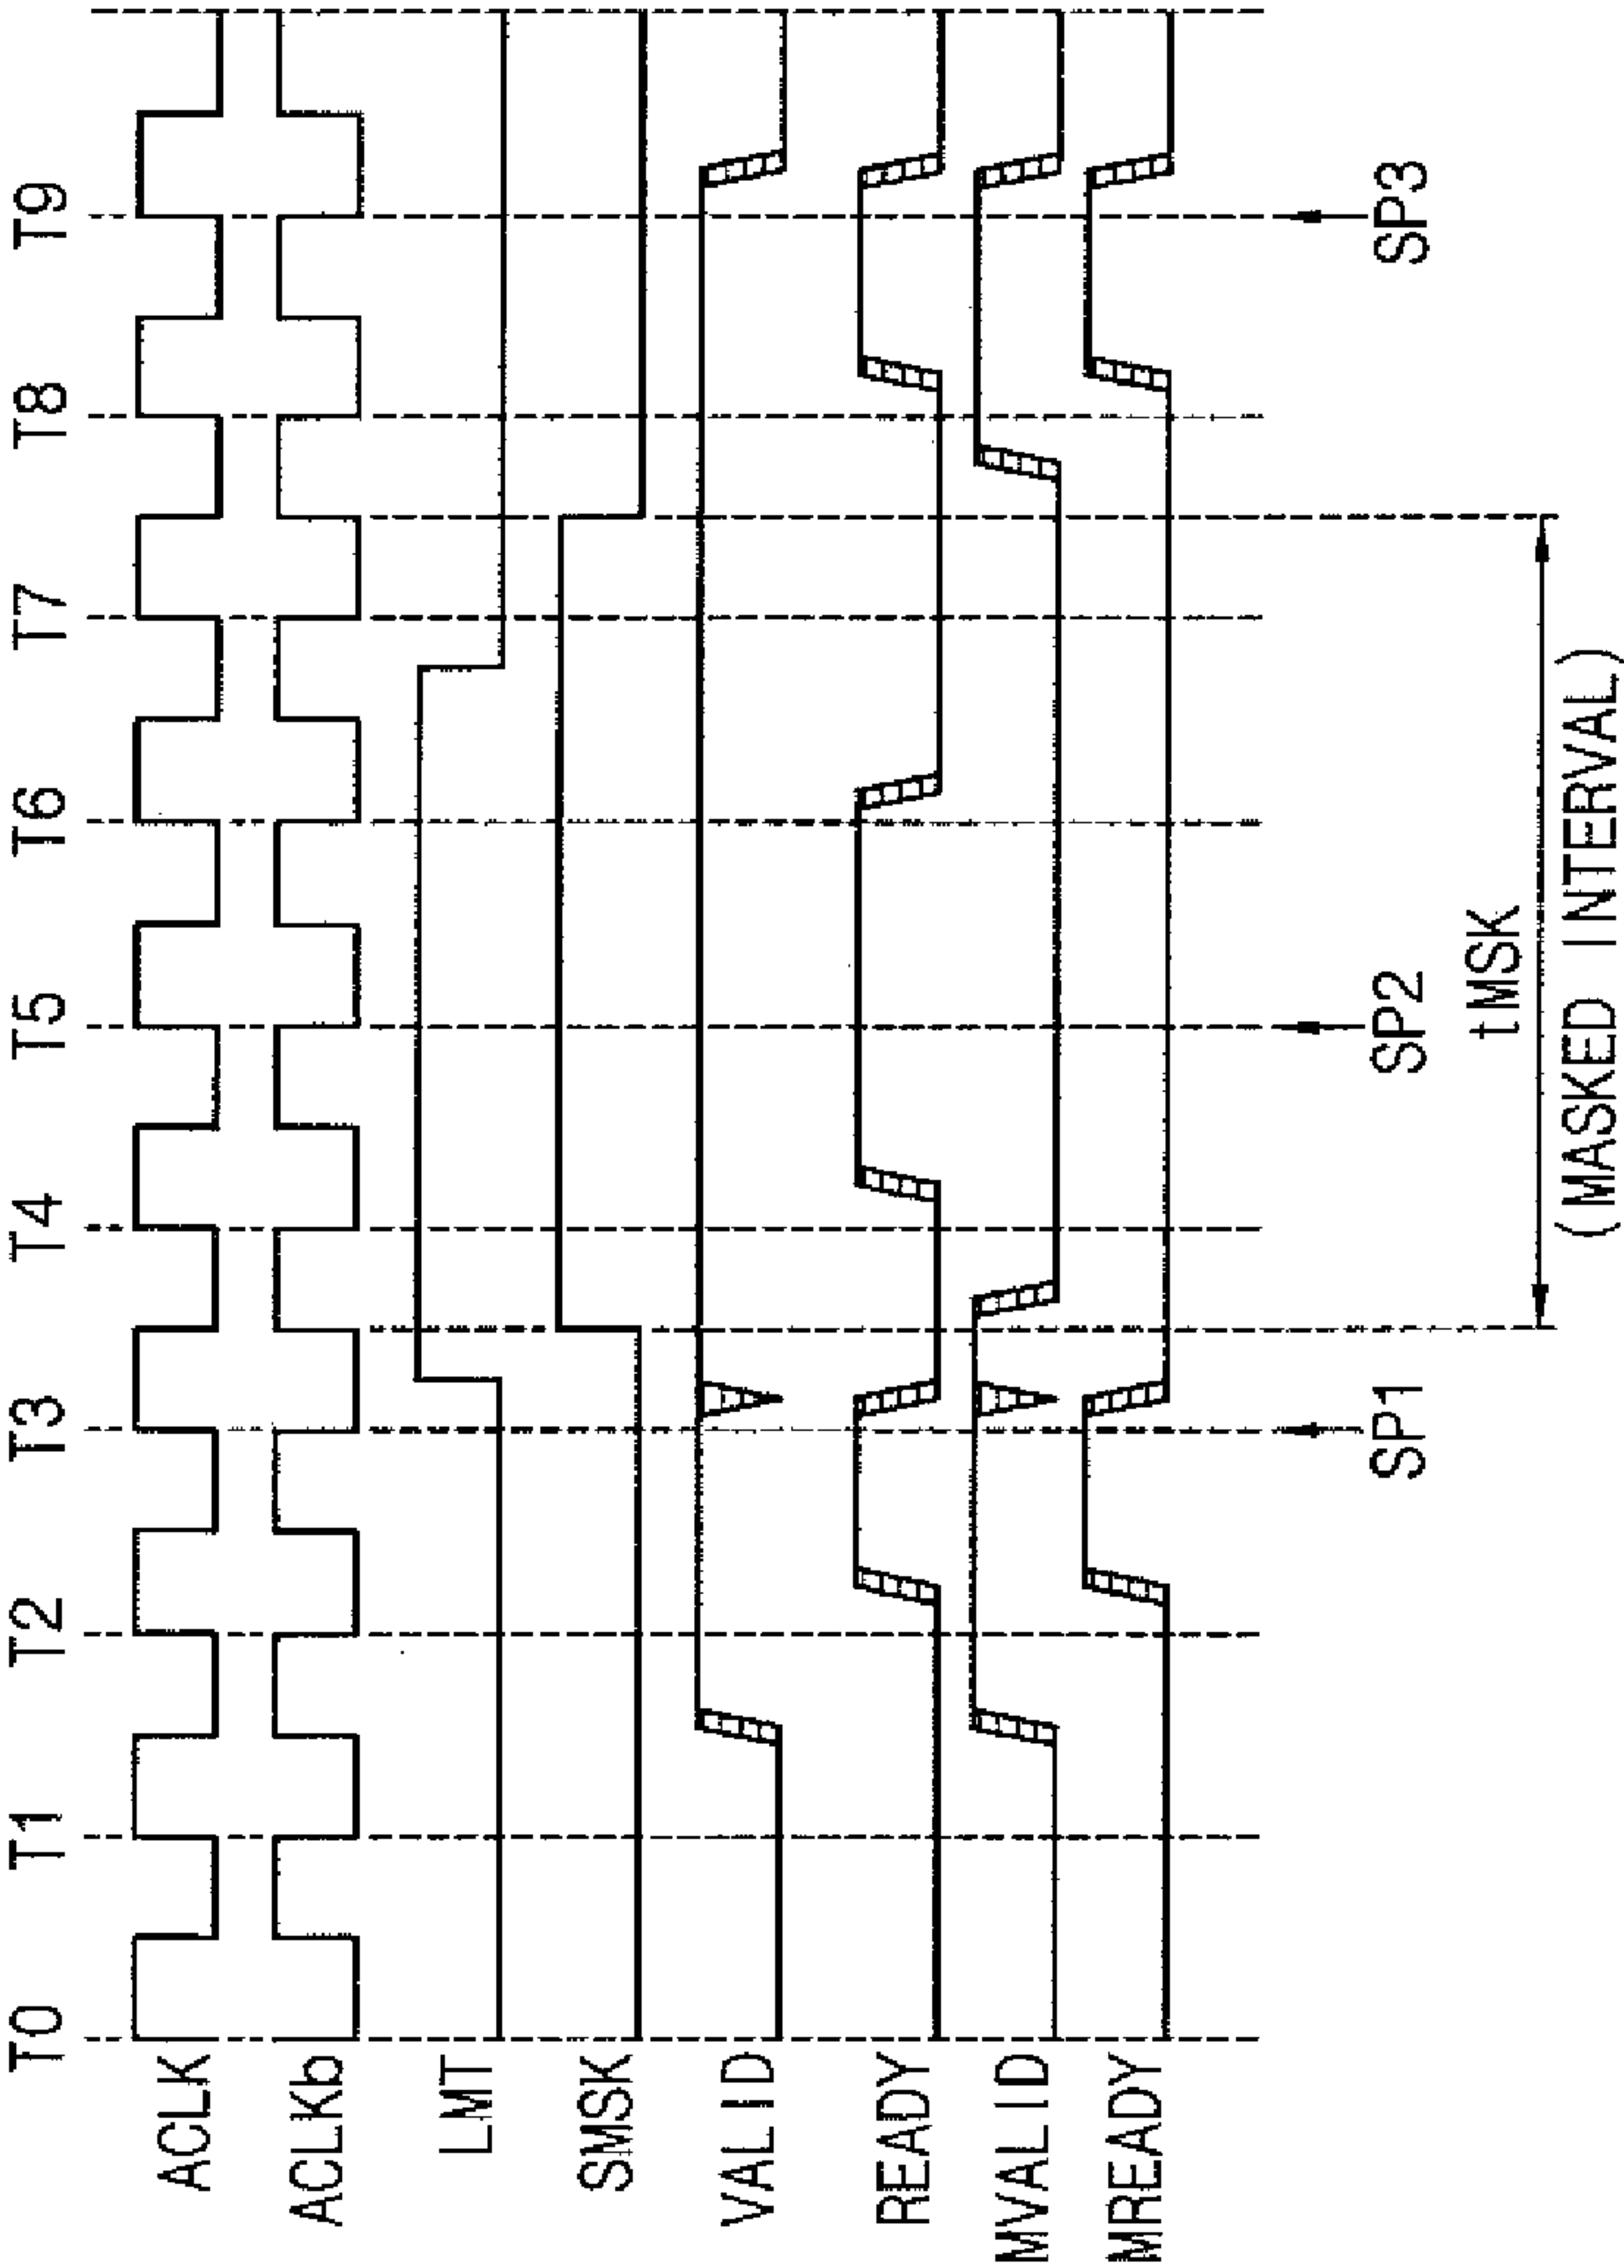 T0 T1 T2 T3 T4 T5 T6 T7 T8 T9
ACLK
ACLKb
LMT
SMSK
VALID
READY
MVALID
MREADY
SP1 SP2 SP3
tMSK
(MASKED INTERVAL)